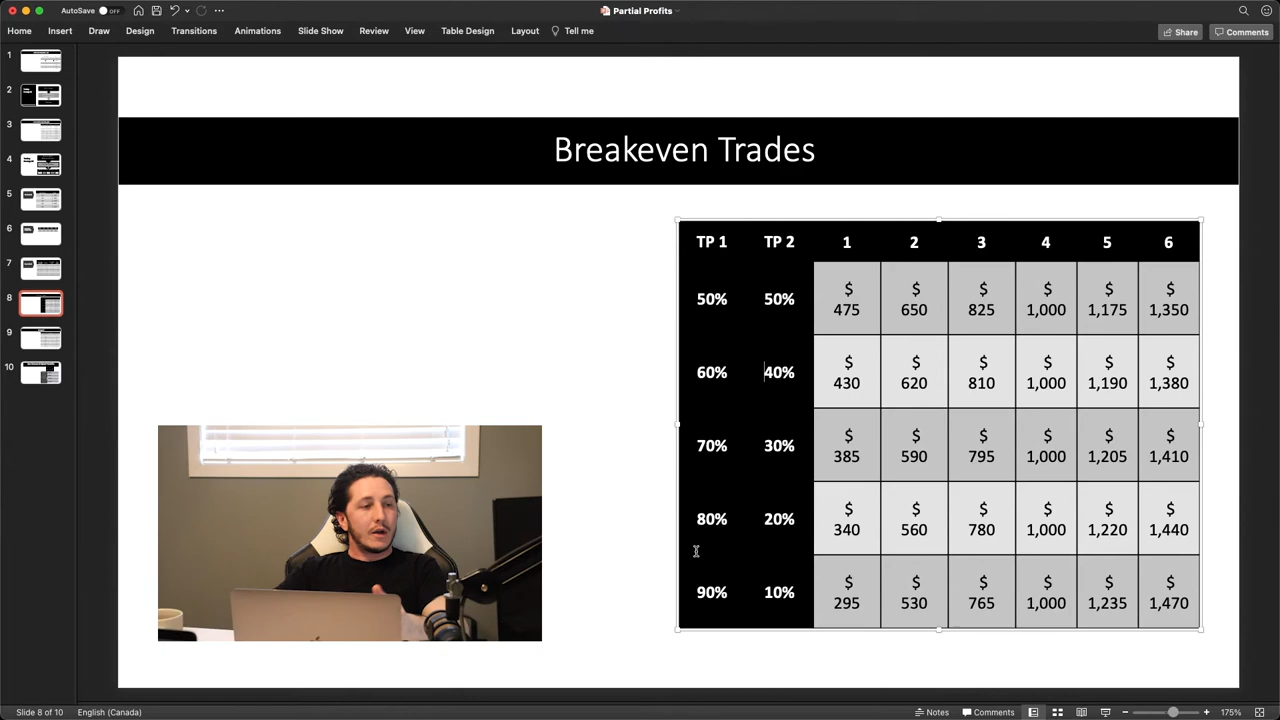 AutoSave OFF
Partial Profits
Home Insert Draw Design Transitions Animations Slide Show Review View Table Design Layout Tell me Share Comments
1
2
3
4
5
6
7
8
9
10
Breakeven Trades
TP 1 TP 2 1 2 3 4 5 6
50% 50% $ 475 $ 650 $ 825 $ 1,000 $ 1,175 $ 1,350
60% 40% $ 430 $ 620 $ 810 $ 1,000 $ 1,190 $ 1,380
70% 30% $ 385 $ 590 $ 795 $ 1,000 $ 1,205 $ 1,410
80% 20% $ 340 $ 560 $ 780 $ 1,000 $ 1,220 $ 1,440
90% 10% $ 295 $ 530 $ 765 $ 1,000 $ 1,235 $ 1,470
Slide 8 of 10 English (Canada) Notes Comments 175%